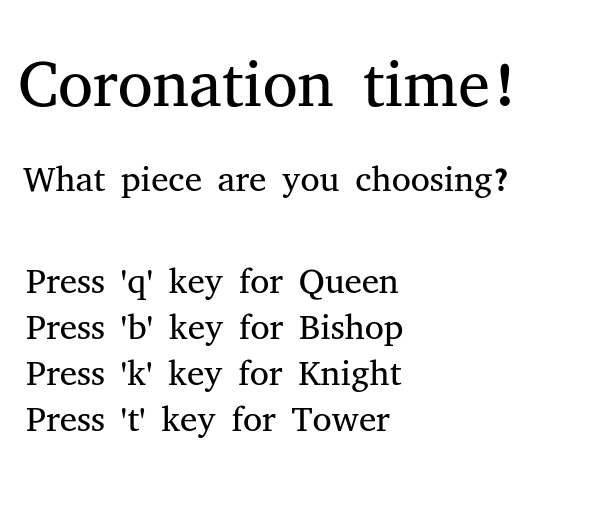 Coronation time!
What piece are you choosing?
Press 'q' key for Queen
Press 'b' key for Bishop
Press 'k' key for Knight
Press 't' key for Tower